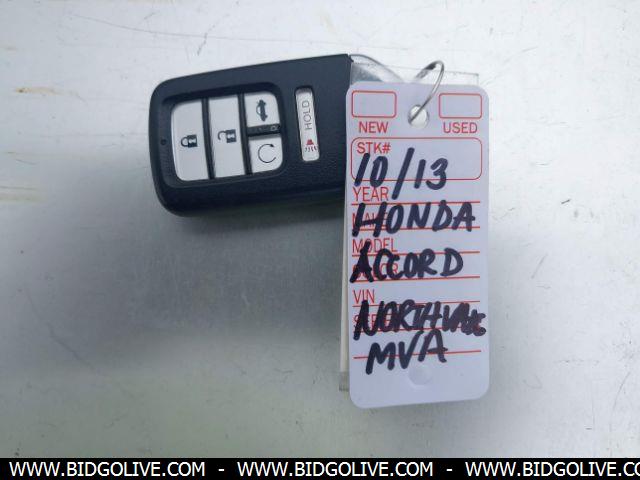 HOLD
NEW USED
STK#
10/13
YEAR
HONDA
MODEL
ACCORD
VIN
MVA
WWW.BIDGOLIVE.COM - WWW.BIDGOLIVE.COM - WWW.BIDGOLIVE.COM